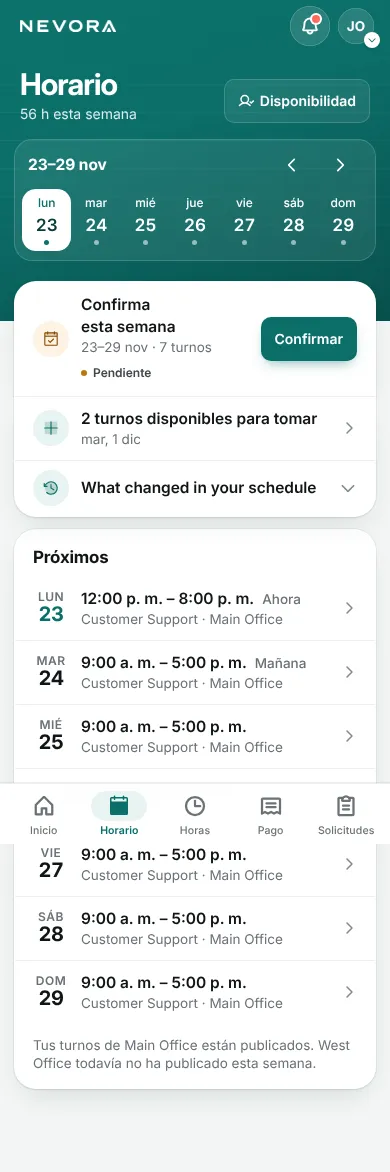 NEVORA
JO
Horario
56 h esta semana
Disponibilidad
23–29 nov
lun mar mié jue vie sáb dom
23 24 25 26 27 28 29
Confirma
esta semana
23–29 nov · 7 turnos
Pendiente
Confirmar
2 turnos disponibles para tomar
mar, 1 dic
What changed in your schedule
Próximos
LUN
23
12:00 p. m. – 8:00 p. m. Ahora
Customer Support · Main Office
MAR
24
9:00 a. m. – 5:00 p. m. Mañana
Customer Support · Main Office
MIÉ
25
9:00 a. m. – 5:00 p. m.
Customer Support · Main Office
Inicio Horario Horas Pago Solicitudes
VIE
27
9:00 a. m. – 5:00 p. m.
Customer Support · Main Office
SÁB
28
9:00 a. m. – 5:00 p. m.
Customer Support · Main Office
DOM
29
9:00 a. m. – 5:00 p. m.
Customer Support · Main Office
Tus turnos de Main Office están publicados. West
Office todavía no ha publicado esta semana.